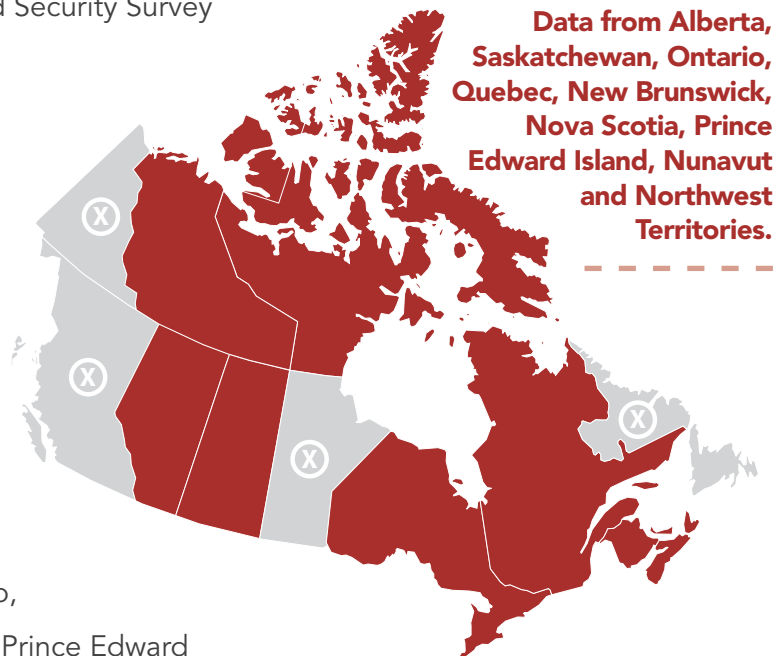 d Security Survey
Data from Alberta,
Saskatchewan, Ontario,
Quebec, New Brunswick,
Nova Scotia, Prince
Edward Island, Nunavut
and Northwest
Territories.
X
X
X
X
o,
Prince Edward